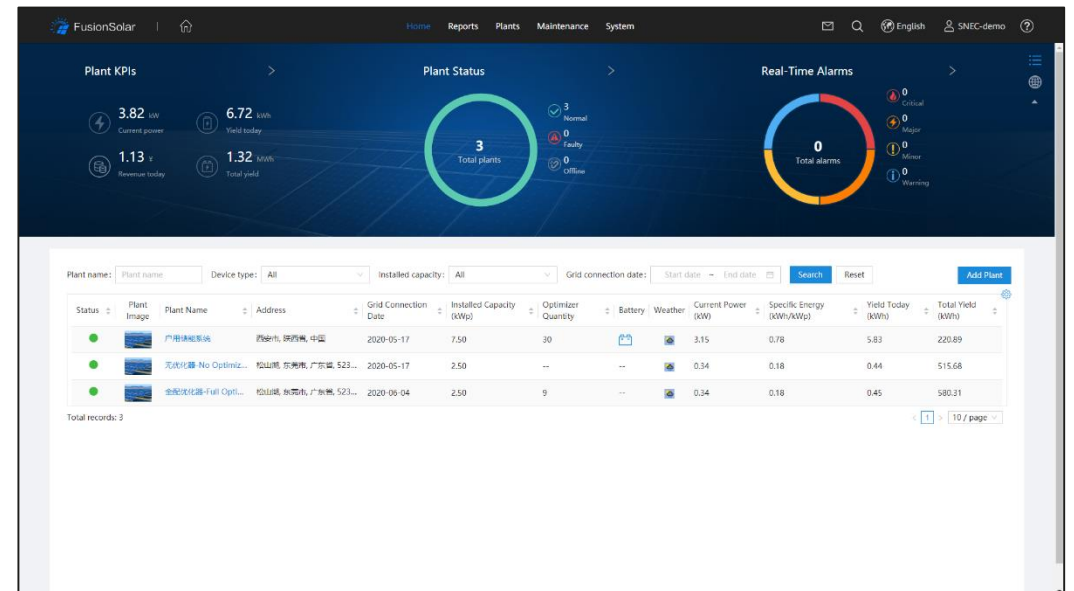 FusionSolar
Home Reports Plants Maintenance System
English SNEC-demo
Plant KPIs
3.82 kW
Current power
6.72 kWh
Yield today
1.13 ¥
Revenue today
1.32 MWh
Total yield
Plant Status
3
Total plants
3
Normal
0
Faulty
0
Offline
Real-Time Alarms
0
Total alarms
0
Critical
0
Major
0
Minor
0
Warning
Plant name: Plant name Device type: All Installed capacity: All Grid connection date: Start date ~ End date Search Reset Add Plant
Status Plant Image Plant Name Address Grid Connection Date Installed Capacity (kWp) Optimizer Quantity Battery Weather Current Power (kW) Specific Energy (kWh/kWp) Yield Today (kWh) Total Yield (kWh)
户用储能系统 西安市, 陕西省, 中国 2020-05-17 7.50 30 3.15 0.78 5.83 220.89
无优化器-No Optimiz... 松山湖, 东莞市, 广东省, 523... 2020-05-17 2.50 -- -- 0.34 0.18 0.44 515.68
全配优化器-Full Opti... 松山湖, 东莞市, 广东省, 523... 2020-06-04 2.50 9 -- 0.34 0.18 0.45 580.31
Total records: 3
1 10 / page